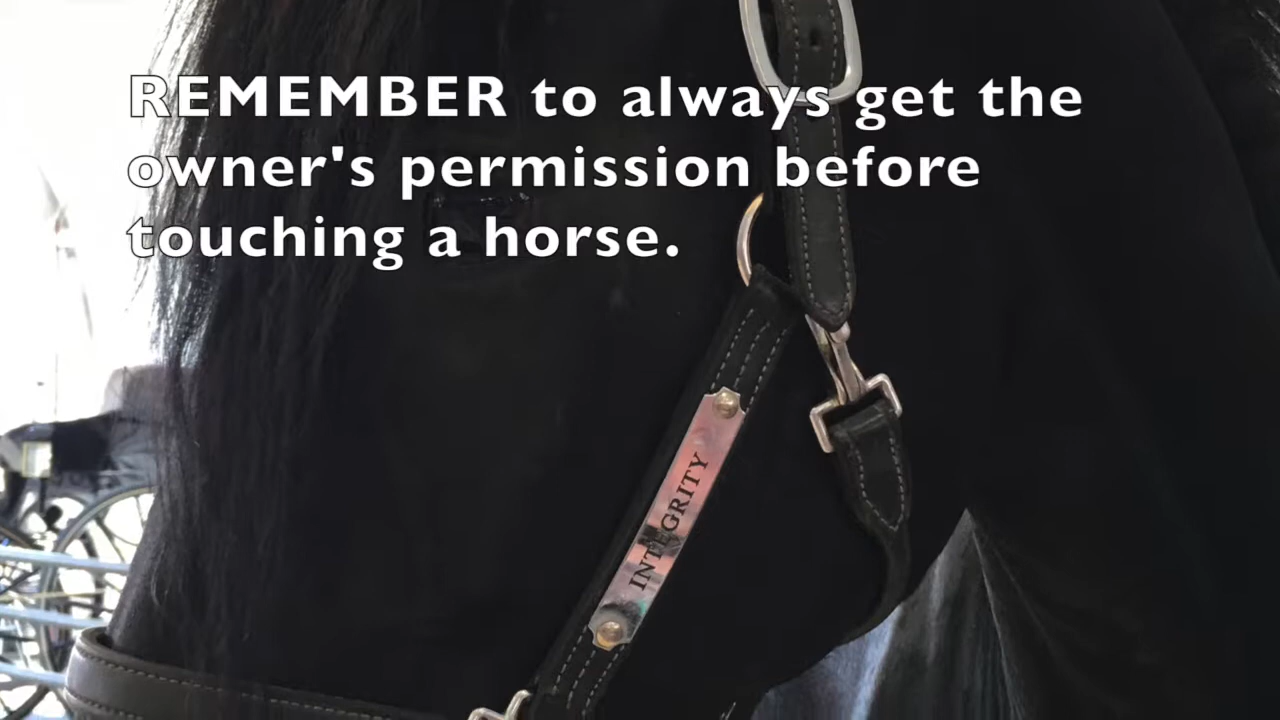 REMEMBER to always get the
owner's permission before
touching a horse.
INTEGRITY